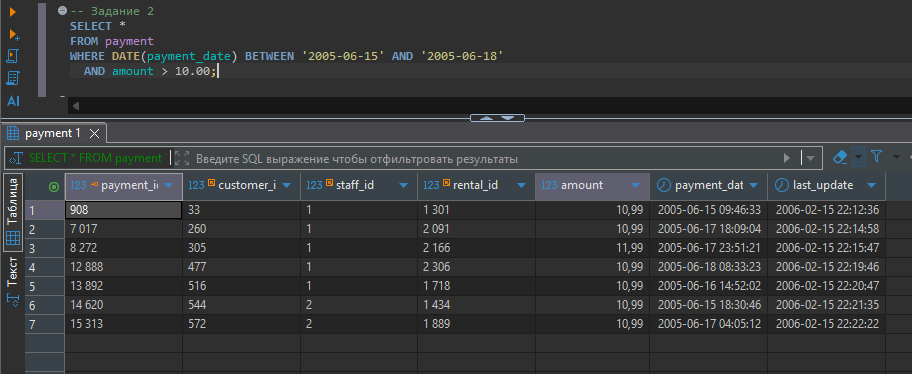 -- Задание 2
SELECT *
FROM payment
WHERE DATE(payment_date) BETWEEN '2005-06-15' AND '2005-06-18'
AND amount > 10.00;
AI
payment 1
SELECT * FROM payment
Введите SQL выражение чтобы отфильтровать результаты
Таблица
Текст
123 payment_i 123 customer_i 123 staff_id 123 rental_id 123 amount payment_dat last_update
1 908 33 1 1 301 10,99 2005-06-15 09:46:33 2006-02-15 22:12:36
2 7 017 260 1 2 091 10,99 2005-06-17 18:09:04 2006-02-15 22:14:58
3 8 272 305 1 2 166 11,99 2005-06-17 23:51:21 2006-02-15 22:15:47
4 12 888 477 1 2 306 10,99 2005-06-18 08:33:23 2006-02-15 22:19:46
5 13 892 516 1 1 718 10,99 2005-06-16 14:52:02 2006-02-15 22:20:47
6 14 620 544 2 1 434 10,99 2005-06-15 18:30:46 2006-02-15 22:21:35
7 15 313 572 2 1 889 10,99 2005-06-17 04:05:12 2006-02-15 22:22:22